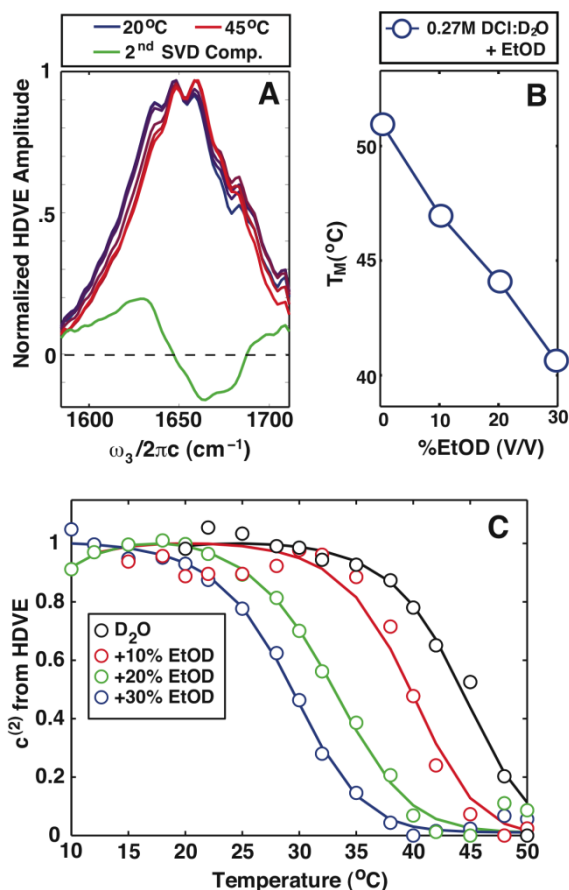 20°C 45°C
2nd SVD Comp.
A
Normalized HDVE Amplitude
1
.5
0
1600 1650 1700
ω3/2πc (cm−1)
0.27M DCl:D2O
+ EtOD
B
TM(°C)
50
45
40
0 10 20 30
%EtOD (V/V)
C
c(2) from HDVE
1
0.8
0.6
0.4
0.2
0
D2O
+10% EtOD
+20% EtOD
+30% EtOD
10 15 20 25 30 35 40 45 50
Temperature (°C)